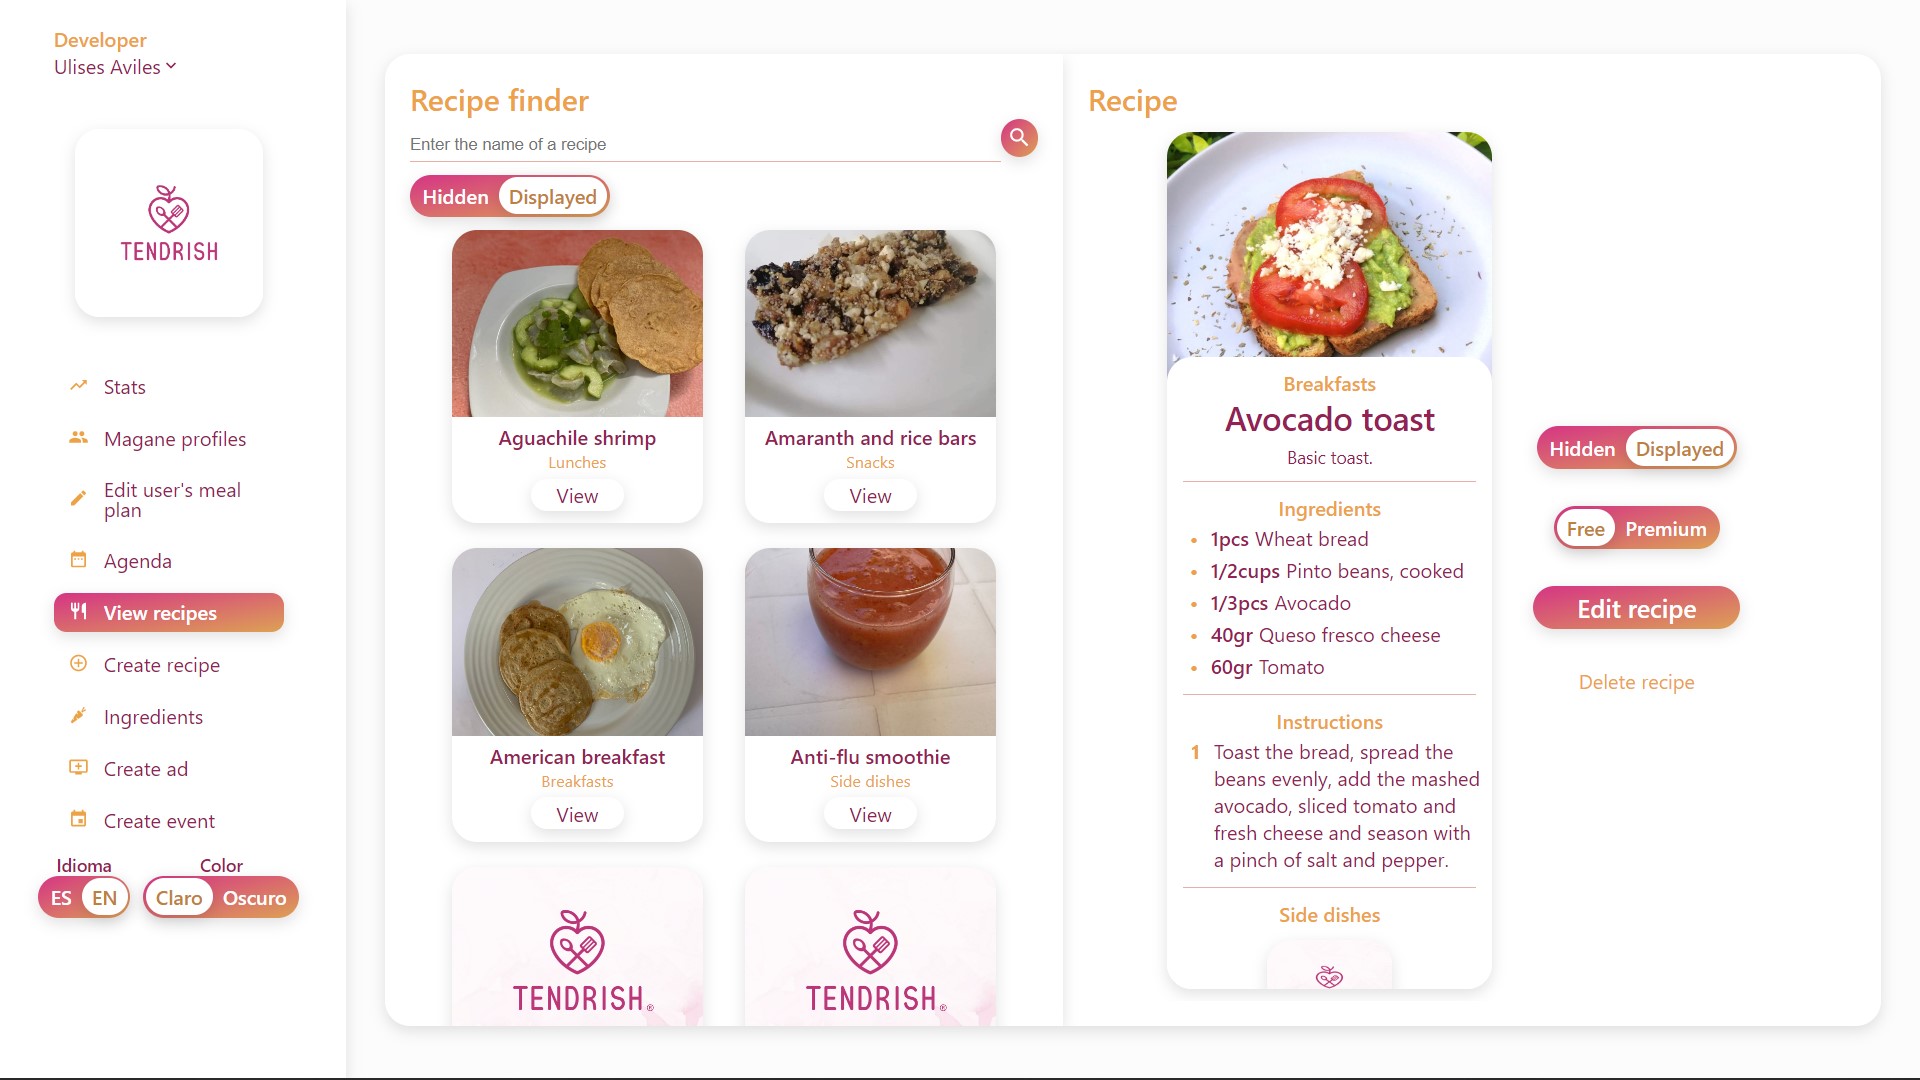 Developer
Ulises Aviles
TENDRISH
Stats
Magane profiles
Edit user's meal
plan
Agenda
View recipes
Create recipe
Ingredients
Create ad
Create event
Idioma
ES EN
Color
Claro Oscuro
Recipe finder
Enter the name of a recipe
Hidden Displayed
Aguachile shrimp
Lunches
View
Amaranth and rice bars
Snacks
View
American breakfast
Breakfasts
View
Anti-flu smoothie
Side dishes
View
TENDRISH®
TENDRISH®
Recipe
Breakfasts
Avocado toast
Basic toast.
Ingredients
• 1pcs Wheat bread
• 1/2cups Pinto beans, cooked
• 1/3pcs Avocado
• 40gr Queso fresco cheese
• 60gr Tomato
Instructions
1 Toast the bread, spread the
beans evenly, add the mashed
avocado, sliced tomato and
fresh cheese and season with
a pinch of salt and pepper.
Side dishes
Hidden Displayed
Free Premium
Edit recipe
Delete recipe